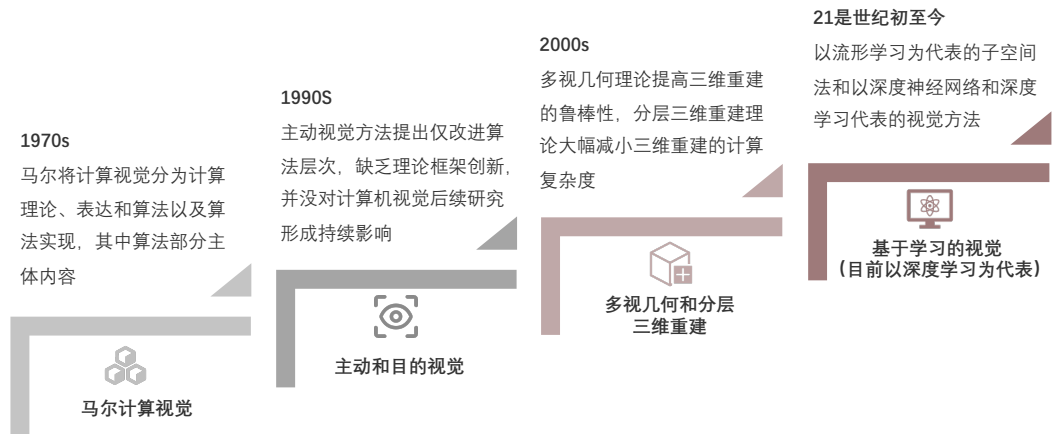 1970s
马尔将计算视觉分为计算
理论、表达和算法以及算
法实现，其中算法部分主
体内容
马尔计算视觉
1990S
主动视觉方法提出仅改进算
法层次，缺乏理论框架创新，
并没对计算机视觉后续研究
形成持续影响
主动和目的视觉
2000s
多视几何理论提高三维重建
的鲁棒性，分层三维重建理
论大幅减小三维重建的计算
复杂度
多视几何和分层
三维重建
21是世纪初至今
以流形学习为代表的子空间
法和以深度神经网络和深度
学习代表的视觉方法
基于学习的视觉
（目前以深度学习为代表）